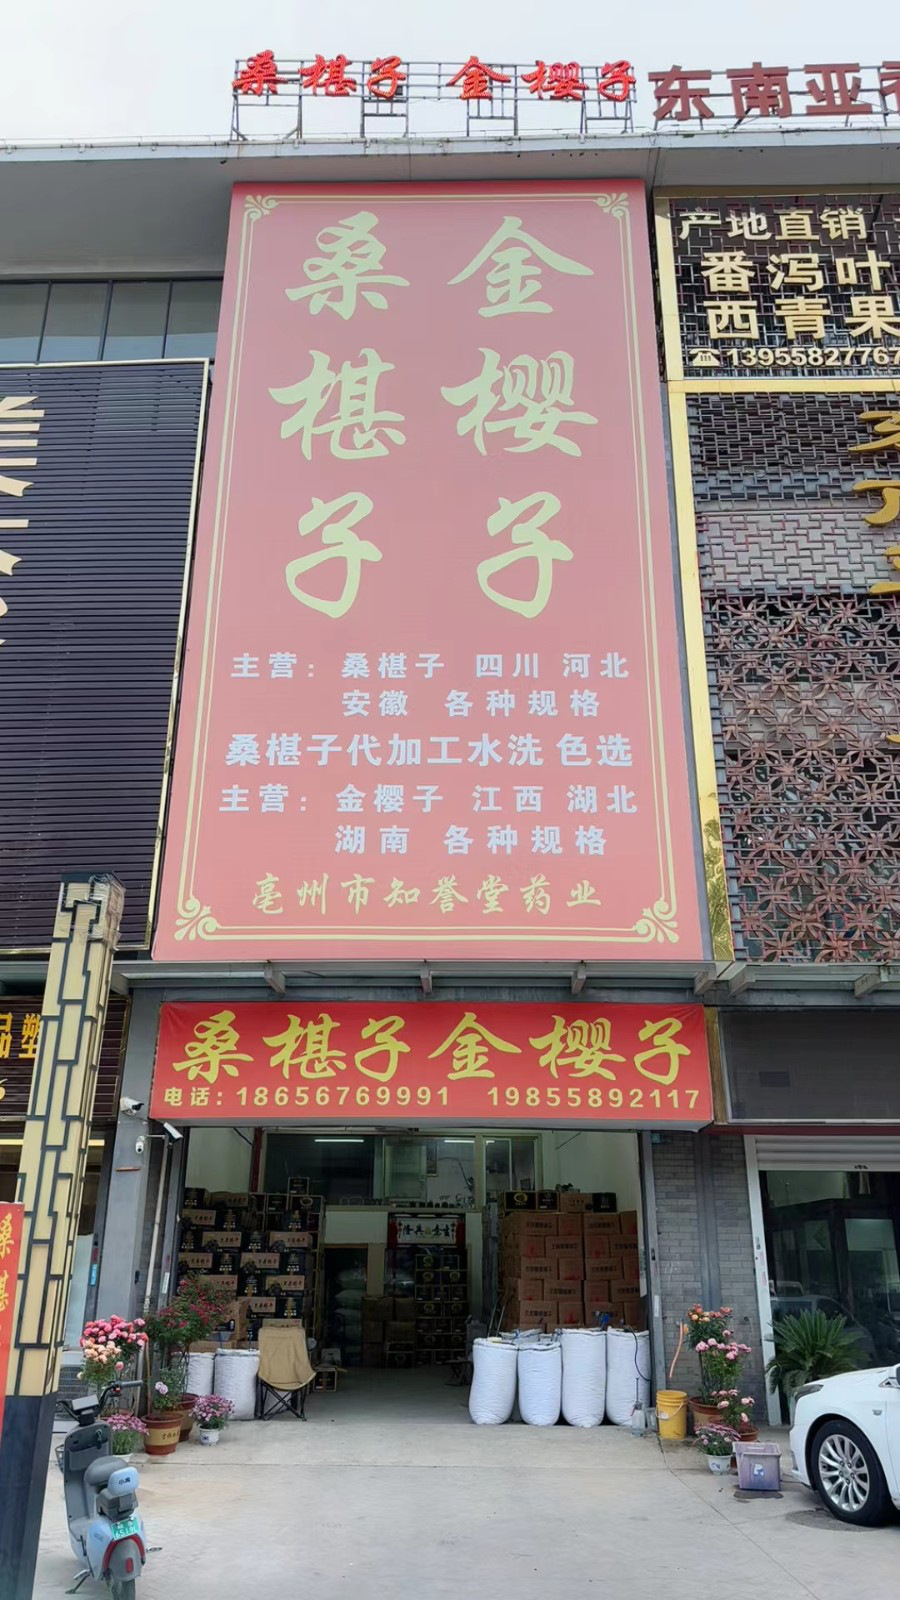 桑椹子 金樱子
东南亚
桑椹子
金樱子
主营：桑椹子 四川 河北
安徽 各种规格
桑椹子代加工水洗 色选
主营：金樱子 江西 湖北
湖南 各种规格
亳州市知誉堂药业
产地直销
番泻叶
西青果
☎13955827767
桑椹子金樱子
电话：18656769991 19855892117
品塑
桑椹